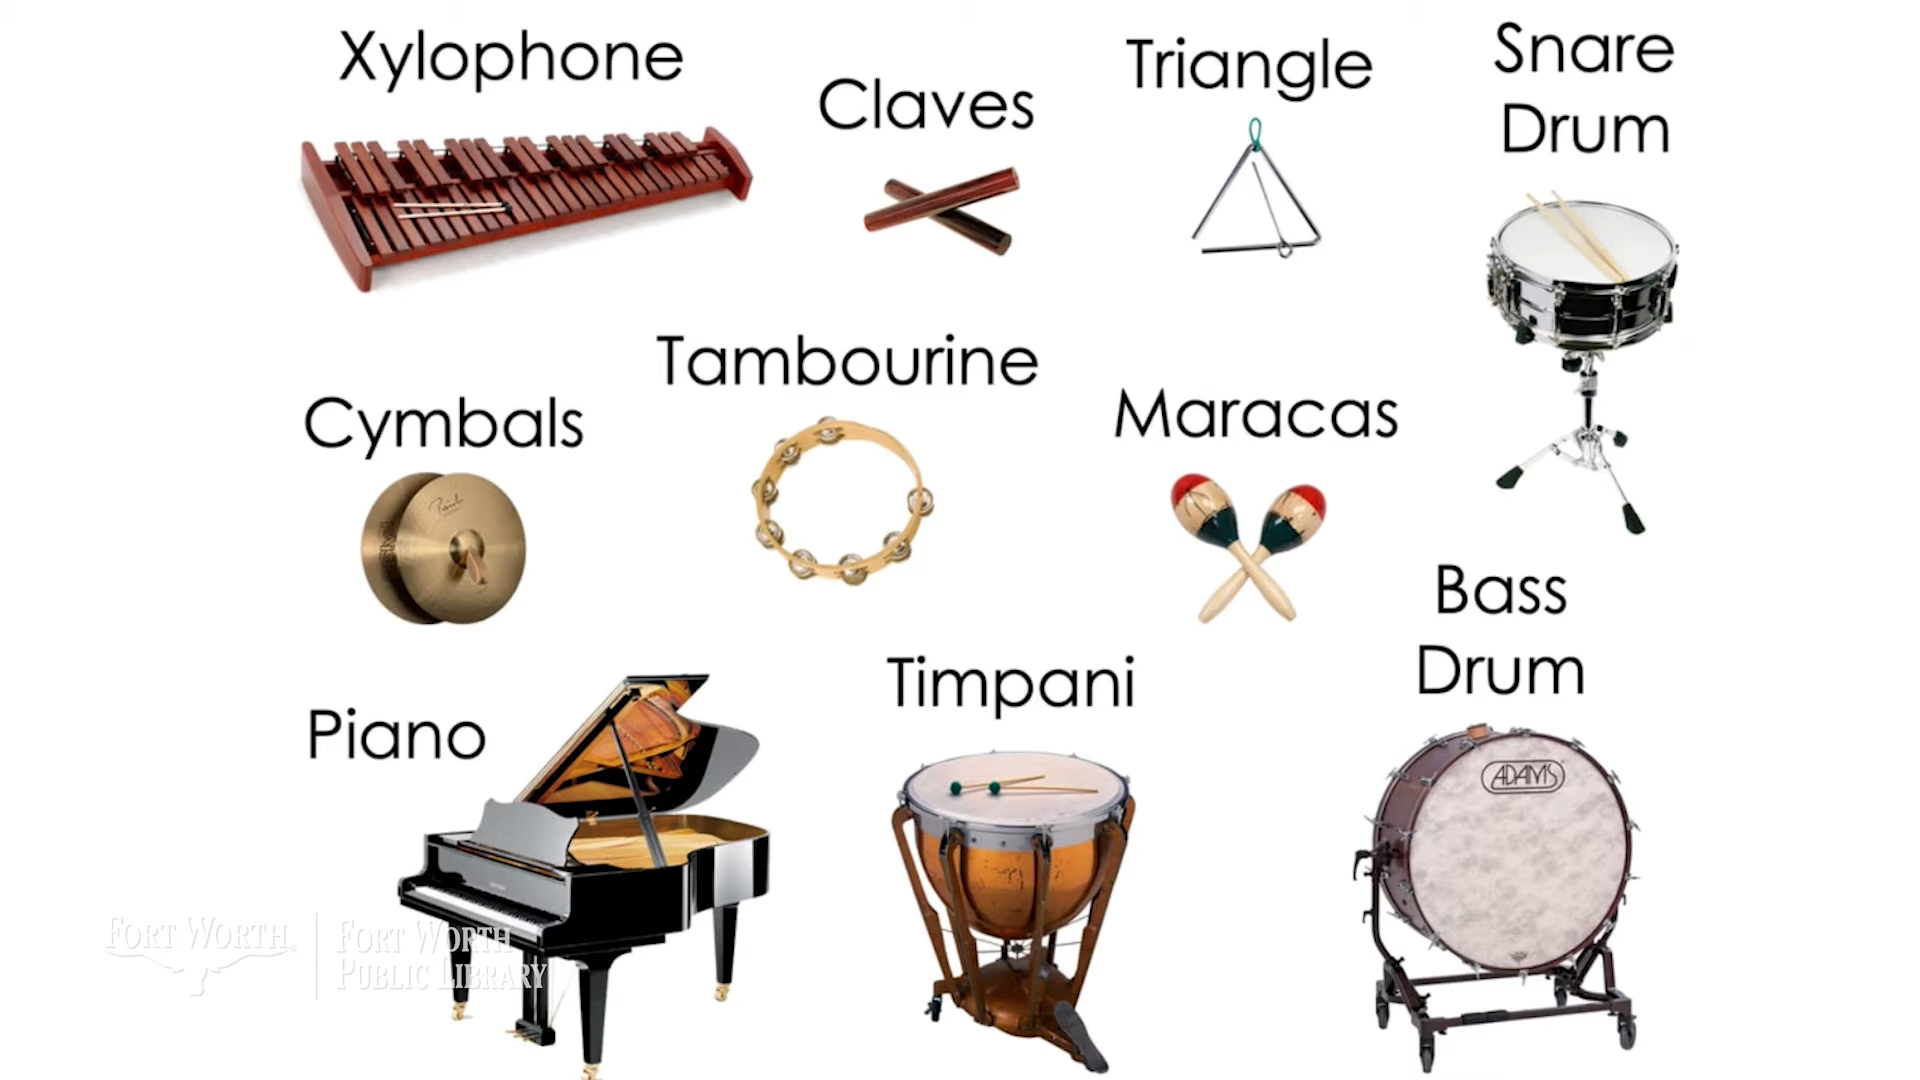 Xylophone
Claves
Triangle
Snare
Drum
Cymbals
Tambourine
Maracas
Piano
Timpani
Bass
Drum
ADAMS
FORT WORTH®
FORT WORTH
PUBLIC LIBRARY